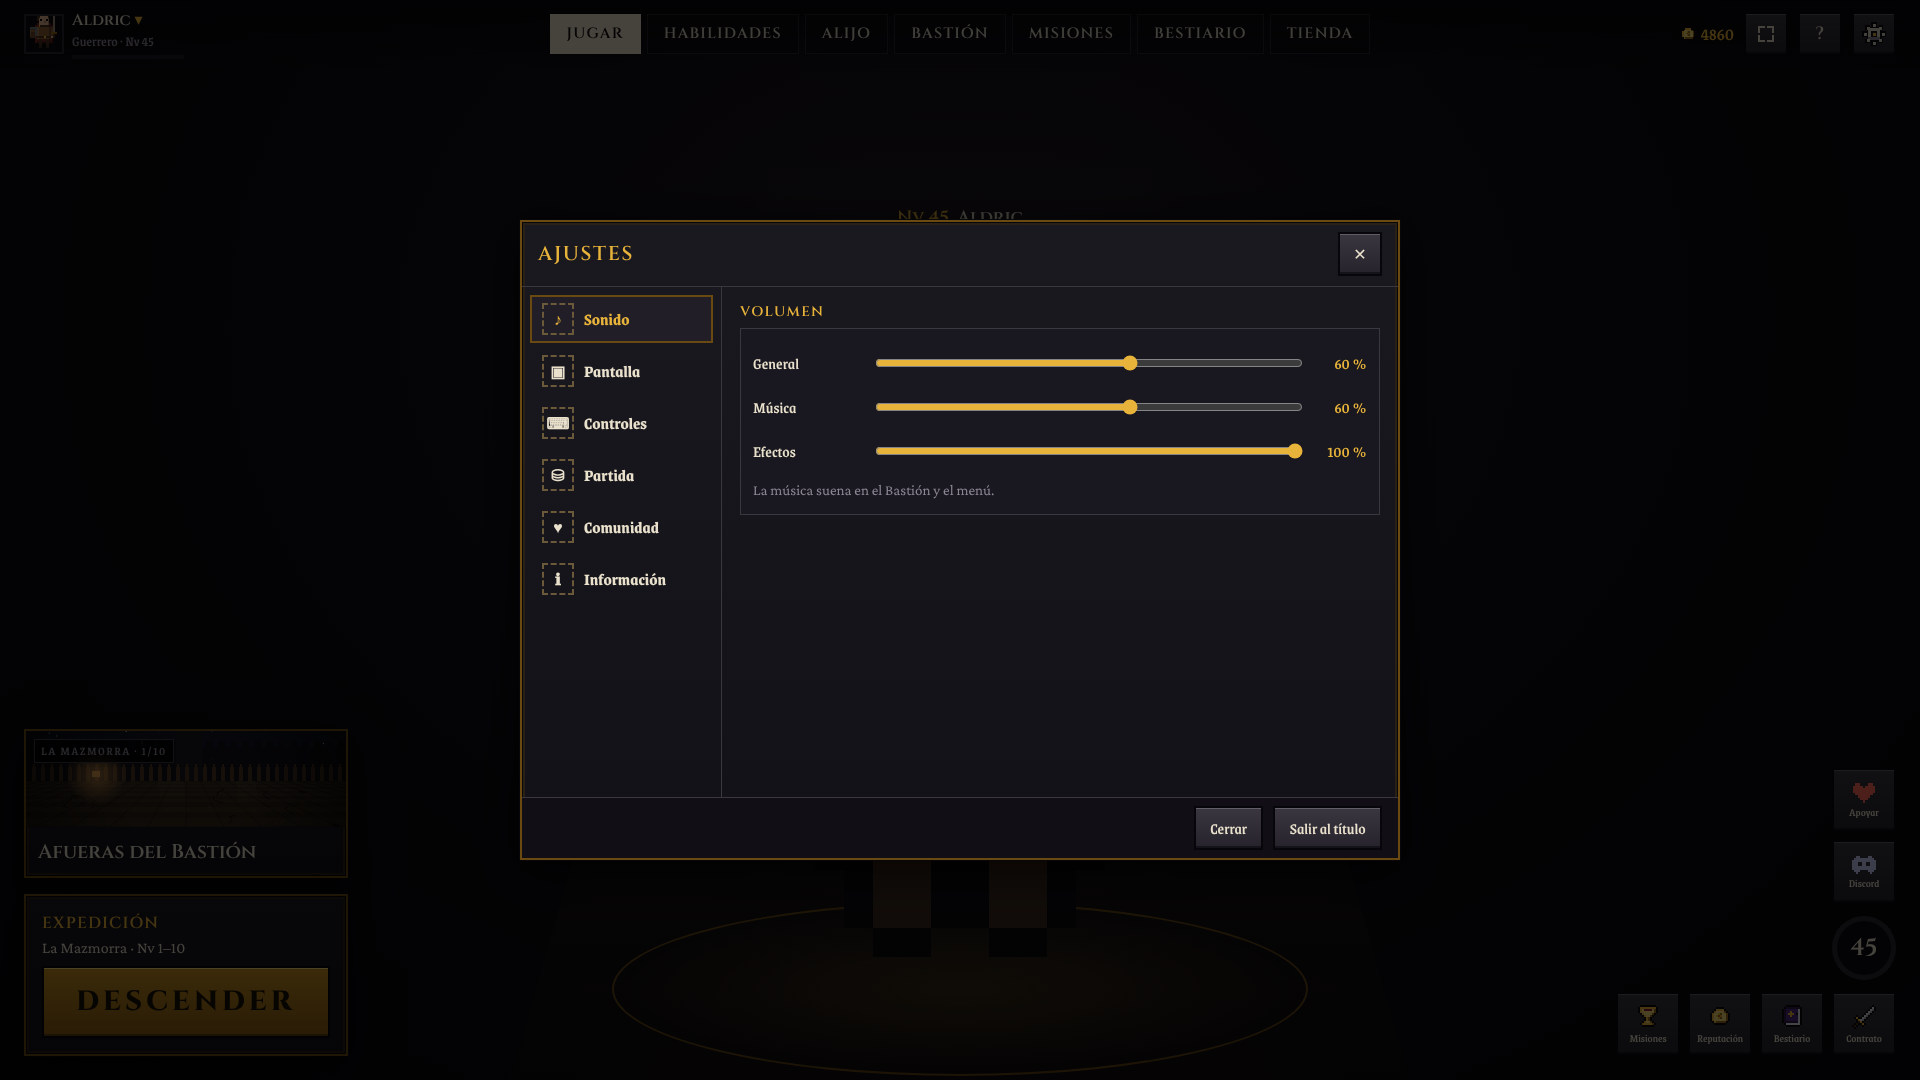 ALDRIC ▼
Guerrero · Nv 45
JUGAR
HABILIDADES
ALIJO
BASTIÓN
MISIONES
BESTIARIO
TIENDA
4860
?
Nv 45 ALDRIC
AJUSTES
×
Sonido
Pantalla
Controles
Partida
Comunidad
Información
VOLUMEN
General
60 %
Música
60 %
Efectos
100 %
La música suena en el Bastión y el menú.
Cerrar
Salir al título
LA MAZMORRA · 1/10
AFUERAS DEL BASTIÓN
EXPEDICIÓN
La Mazmorra · Nv 1–10
DESCENDER
Apoyar
Discord
45
Misiones
Reputación
Bestiario
Contrato